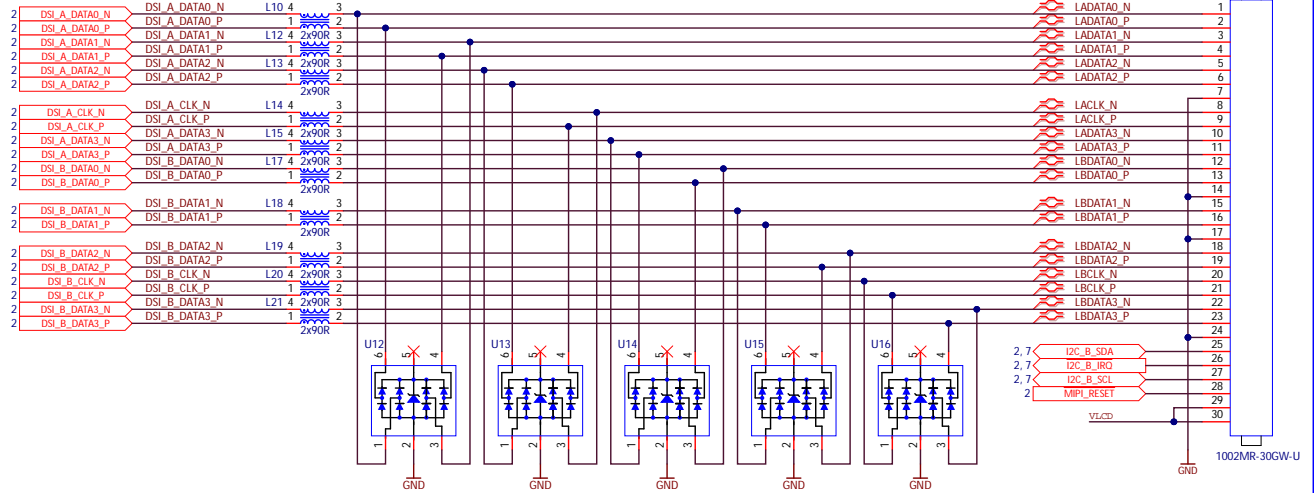 2 DSI_A_DATA0_N DSI_A_DATA0_N L10 4 3 LADATA0_N 1
2 DSI_A_DATA0_P DSI_A_DATA0_P 1 2 LADATA0_P 2
2 DSI_A_DATA1_N DSI_A_DATA1_N L12 4 2x90R 3 LADATA1_N 3
2 DSI_A_DATA1_P DSI_A_DATA1_P 1 2 LADATA1_P 4
2 DSI_A_DATA2_N DSI_A_DATA2_N L13 4 2x90R 3 LADATA2_N 5
2 DSI_A_DATA2_P DSI_A_DATA2_P 1 2 LADATA2_P 6
2x90R 7
2 DSI_A_CLK_N DSI_A_CLK_N L14 4 3 LACLK_N 8
2 DSI_A_CLK_P DSI_A_CLK_P 1 2 LACLK_P 9
2 DSI_A_DATA3_N DSI_A_DATA3_N L15 4 2x90R 3 LADATA3_N 10
2 DSI_A_DATA3_P DSI_A_DATA3_P 1 2 LADATA3_P 11
2 DSI_B_DATA0_N DSI_B_DATA0_N L17 4 2x90R 3 LBDATA0_N 12
2 DSI_B_DATA0_P DSI_B_DATA0_P 1 2 LBDATA0_P 13
2x90R 14
2 DSI_B_DATA1_N DSI_B_DATA1_N L18 4 3 LBDATA1_N 15
2 DSI_B_DATA1_P DSI_B_DATA1_P 1 2 LBDATA1_P 16
2x90R 17
2 DSI_B_DATA2_N DSI_B_DATA2_N L19 4 3 LBDATA2_N 18
2 DSI_B_DATA2_P DSI_B_DATA2_P 1 2 LBDATA2_P 19
2 DSI_B_CLK_N DSI_B_CLK_N L20 4 2x90R 3 LBCLK_N 20
2 DSI_B_CLK_P DSI_B_CLK_P 1 2 LBCLK_P 21
2 DSI_B_DATA3_N DSI_B_DATA3_N L21 4 2x90R 3 LBDATA3_N 22
2 DSI_B_DATA3_P DSI_B_DATA3_P 1 2 LBDATA3_P 23
2x90R 24
U12 U13 U14 U15 U16
6 5 4 6 5 4 6 5 4 6 5 4 6 5 4
2, 7 I2C_B_SDA 25
2, 7 I2C_B_IRQ 26
2, 7 I2C_B_SCL 27
2 MIPI_RESET 28
29
VLCD 30
1 2 3 1 2 3 1 2 3 1 2 3 1 2 3
1002MR-30GW-U
GND
GND GND GND GND GND